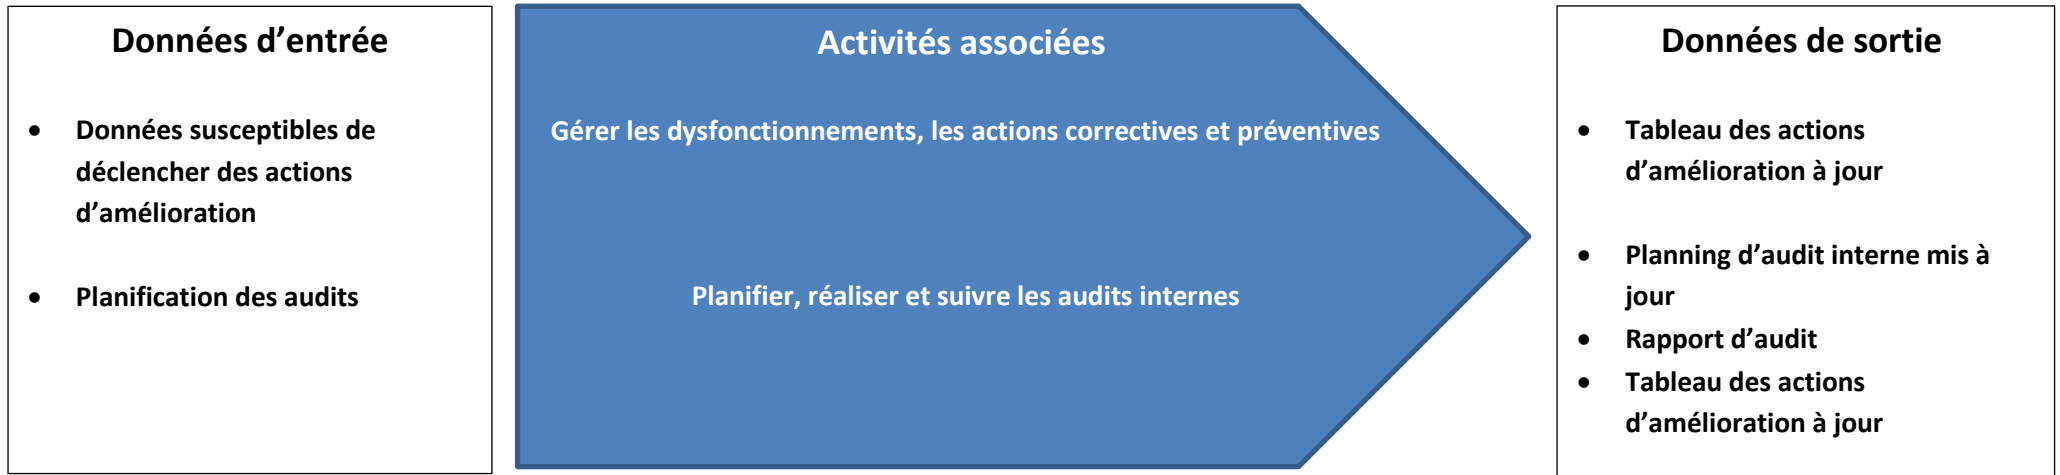 Données d’entrée
• Données susceptibles de
déclencher des actions
d’amélioration
• Planification des audits
Activités associées
Gérer les dysfonctionnements, les actions correctives et préventives
Planifier, réaliser et suivre les audits internes
Données de sortie
• Tableau des actions
d’amélioration à jour
• Planning d’audit interne mis à
jour
• Rapport d’audit
• Tableau des actions
d’amélioration à jour